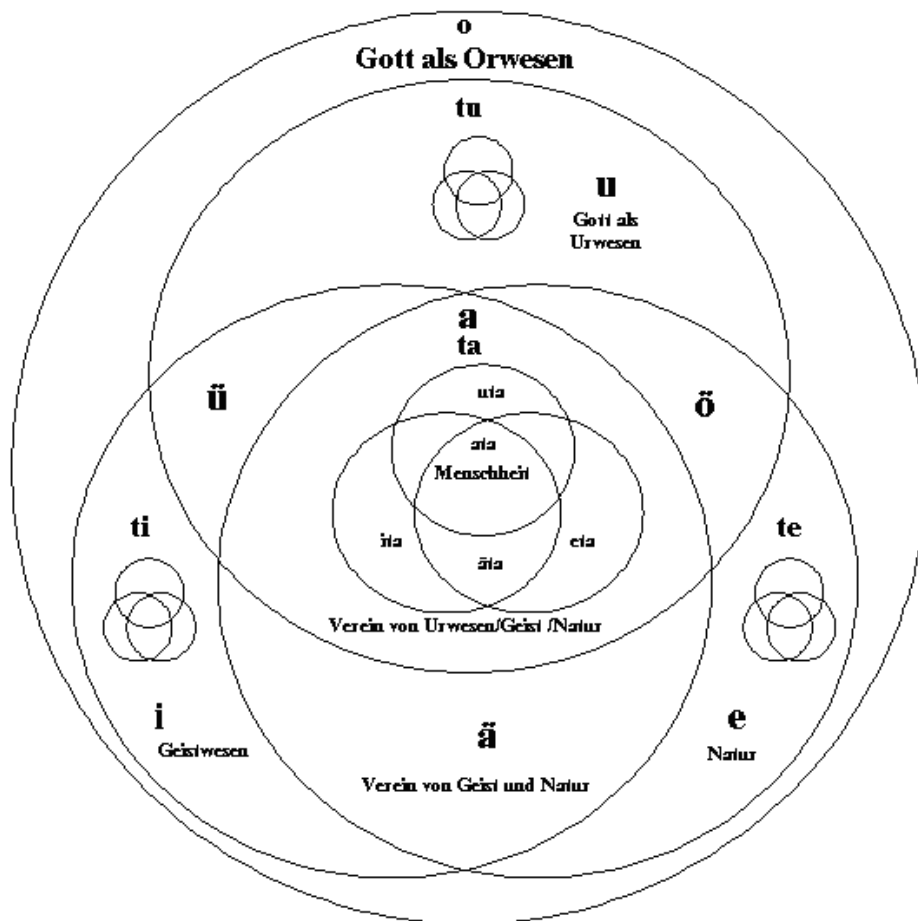 o
Gott als Orwesen
tu
u
Gott als
Urwesen
a
ta
ü
ö
uta
ata
Menschheit
ti
te
ita
eta
äta
Verein von Urwesen/Geist /Natur
i
Geistwesen
ä
e
Natur
Verein von Geist und Natur